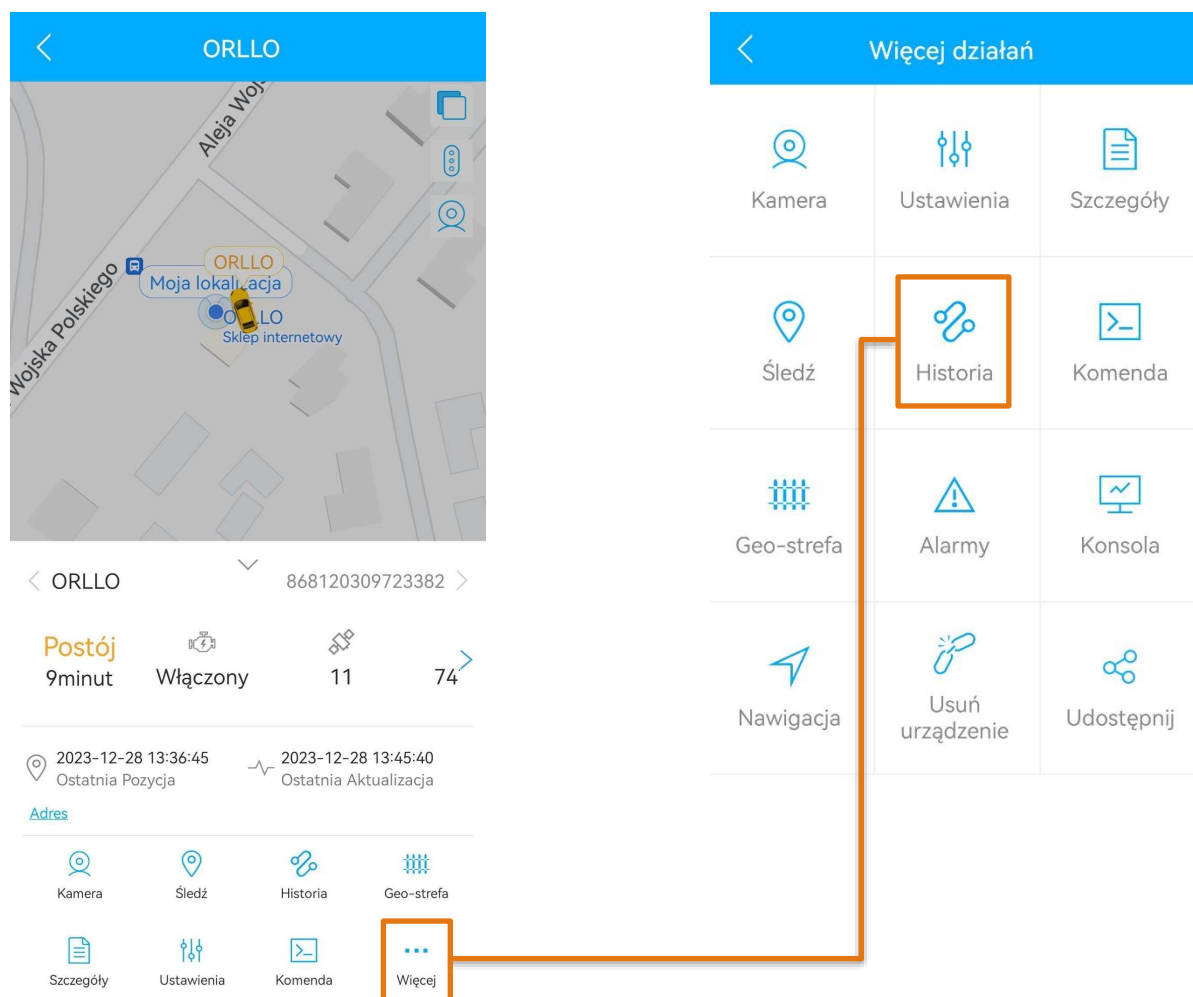 ORLLO
Aleja Wojs
Wojska Polskiego
ORLLO
Moja lokalizacja
ORLLO
Sklep internetowy
ORLLO
868120309723382
Postój
9minut
Włączony
11
74
2023-12-28 13:36:45
Ostatnia Pozycja
2023-12-28 13:45:40
Ostatnia Aktualizacja
Adres
Kamera
Śledź
Historia
Geo-strefa
Szczegóły
Ustawienia
Komenda
Więcej
Więcej działań
Kamera
Ustawienia
Szczegóły
Śledź
Historia
Komenda
Geo-strefa
Alarmy
Konsola
Nawigacja
Usuń
urządzenie
Udostępnij